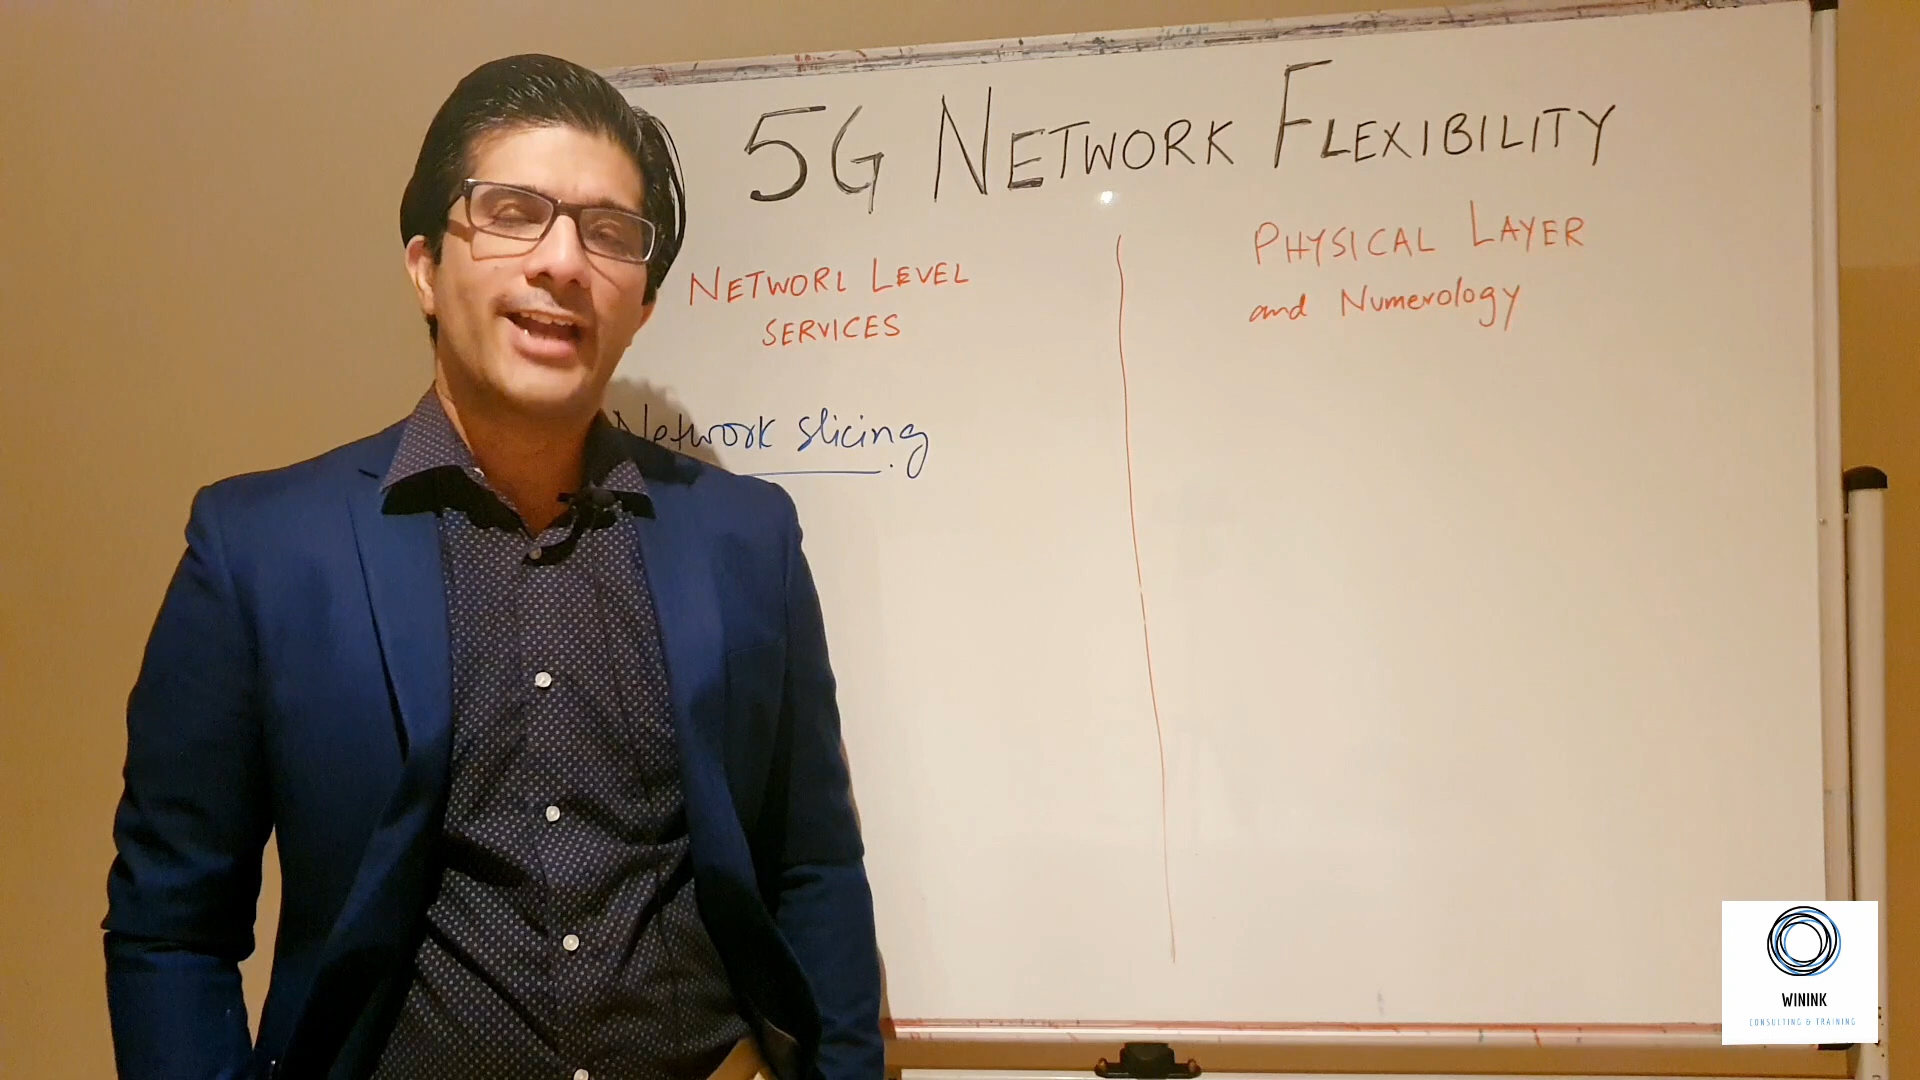 5G NETWORK FLEXIBILITY
NETWORL LEVEL
SERVICES
Network slicing
PHYSICAL LAYER
and Numerology
WININK
CONSULTING & TRAINING